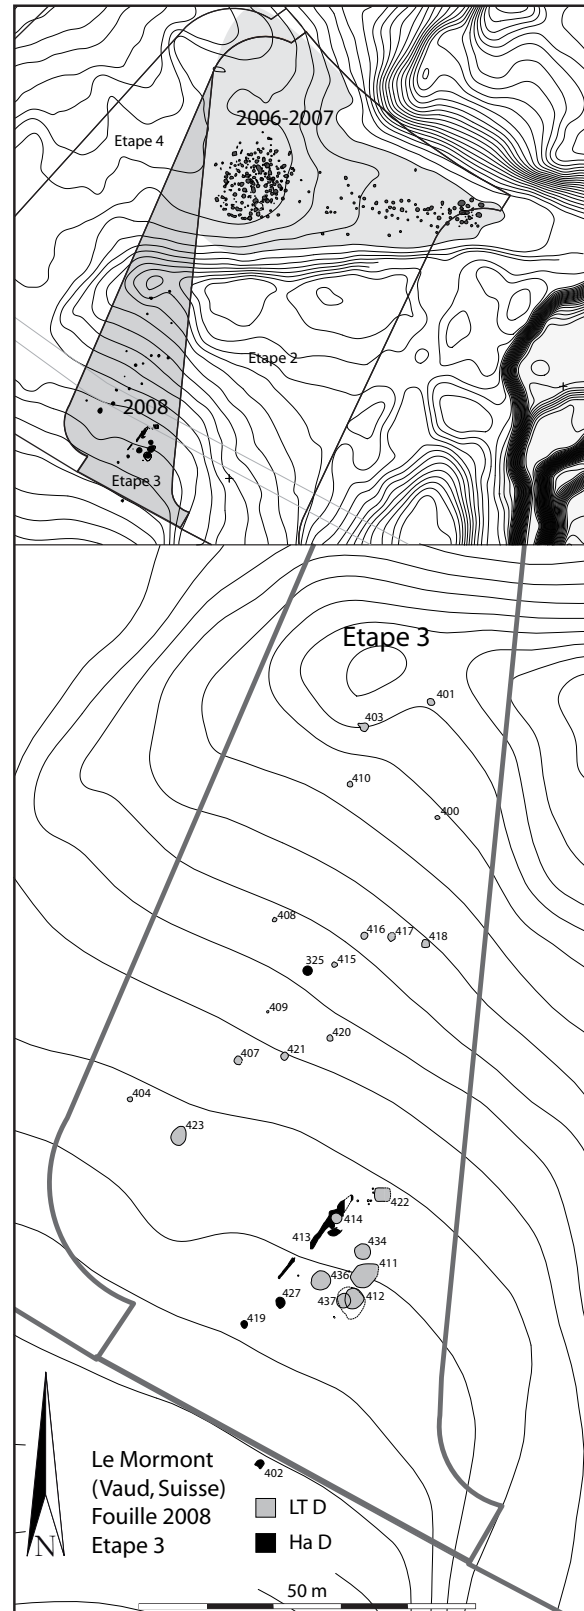 2006-2007
Etape 4
Etape 2
2008
Etape 3
Etape 3
401
403
410
400
408
416
417
418
325
415
409
420
421
407
404
423
422
414
413
434
411
436
427
437
412
419
402
Le Mormont
(Vaud, Suisse)
Fouille 2008
Etape 3
LT D
Ha D
N
50 m